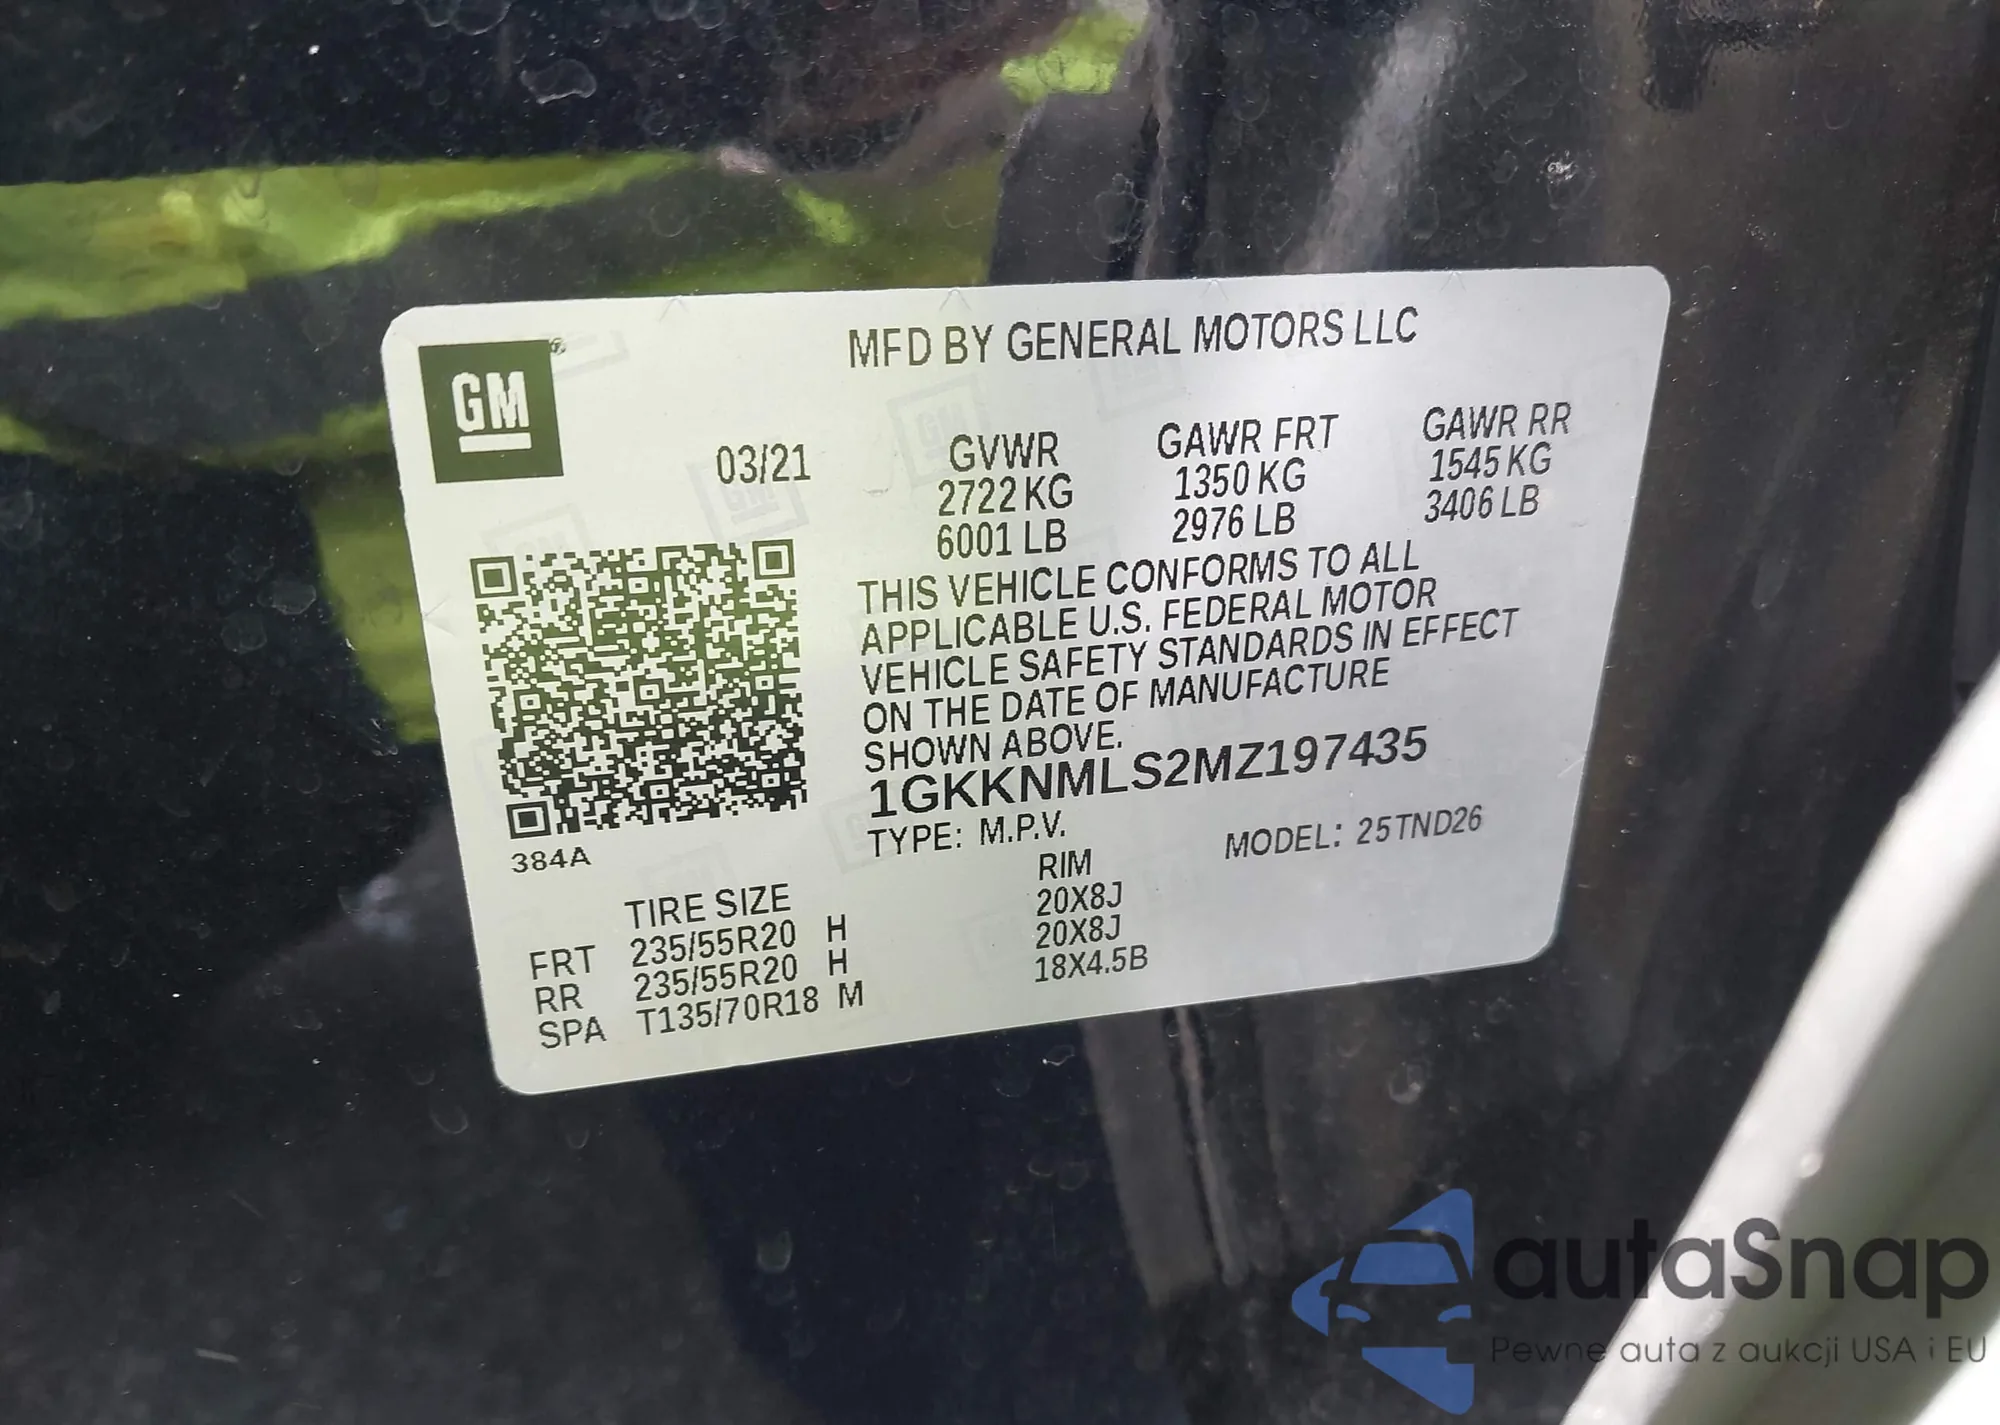 GM®
MFD BY GENERAL MOTORS LLC
03/21 GVWR GAWR FRT GAWR RR
2722 KG 1350 KG 1545 KG
6001 LB 2976 LB 3406 LB
THIS VEHICLE CONFORMS TO ALL
APPLICABLE U.S. FEDERAL MOTOR
VEHICLE SAFETY STANDARDS IN EFFECT
ON THE DATE OF MANUFACTURE
SHOWN ABOVE.
1GKKNMLS2MZ197435
TYPE: M.P.V. MODEL: 25TND26
384A
TIRE SIZE RIM
FRT 235/55R20 H 20X8J
RR 235/55R20 H 20X8J
SPA T135/70R18 M 18X4.5B
autaSnap
Pewne auta z aukcji USA i EU